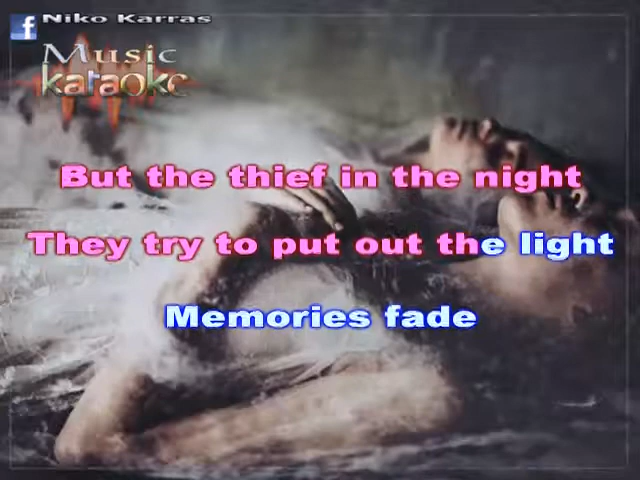 f Niko Karras
Music
karaoke
But the thief in the night
They try to put out the light
Memories fade